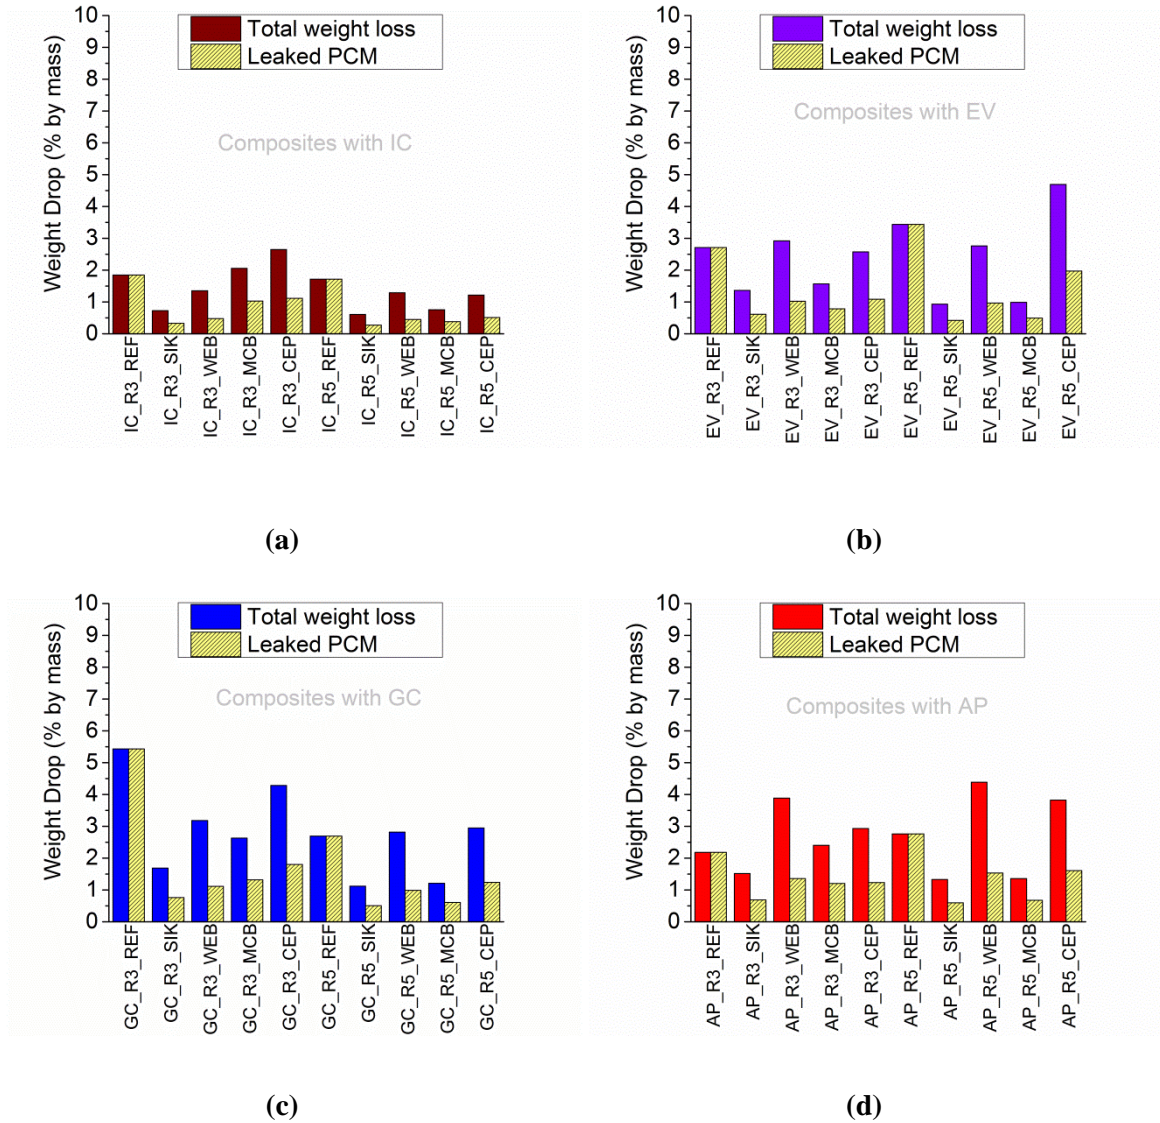 Total weight loss
Leaked PCM
Composites with IC
Weight Drop (% by mass)
10
9
8
7
6
5
4
3
2
1
0
IC_R3_REF
IC_R3_SIK
IC_R3_WEB
IC_R3_MCB
IC_R3_CEP
IC_R5_REF
IC_R5_SIK
IC_R5_WEB
IC_R5_MCB
IC_R5_CEP
(a)
Total weight loss
Leaked PCM
Composites with EV
Weight Drop (% by mass)
10
9
8
7
6
5
4
3
2
1
0
EV_R3_REF
EV_R3_SIK
EV_R3_WEB
EV_R3_MCB
EV_R3_CEP
EV_R5_REF
EV_R5_SIK
EV_R5_WEB
EV_R5_MCB
EV_R5_CEP
(b)
Total weight loss
Leaked PCM
Composites with GC
Weight Drop (% by mass)
10
9
8
7
6
5
4
3
2
1
0
GC_R3_REF
GC_R3_SIK
GC_R3_WEB
GC_R3_MCB
GC_R3_CEP
GC_R5_REF
GC_R5_SIK
GC_R5_WEB
GC_R5_MCB
GC_R5_CEP
(c)
Total weight loss
Leaked PCM
Composites with AP
Weight Drop (% by mass)
10
9
8
7
6
5
4
3
2
1
0
AP_R3_REF
AP_R3_SIK
AP_R3_WEB
AP_R3_MCB
AP_R3_CEP
AP_R5_REF
AP_R5_SIK
AP_R5_WEB
AP_R5_MCB
AP_R5_CEP
(d)